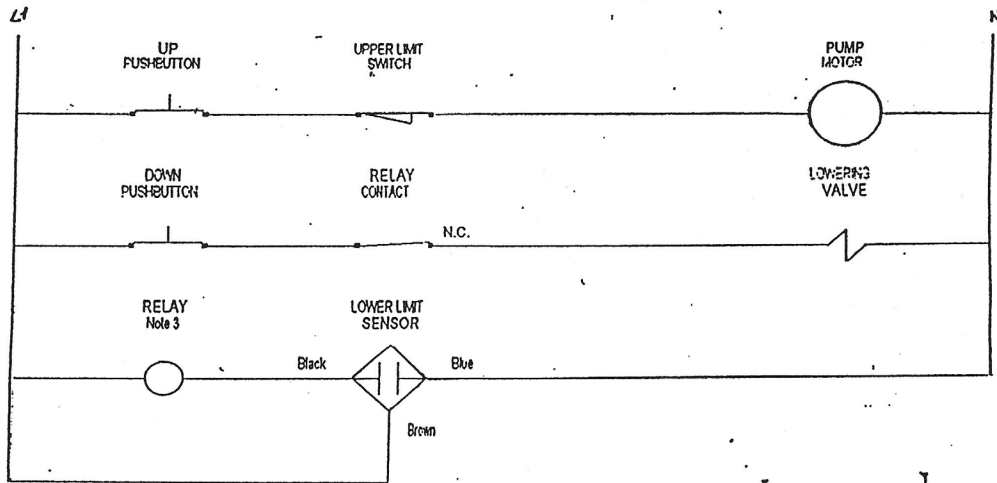 L1
N
UP
PUSHBUTTON
UPPER LIMIT
SWITCH
PUMP
MOTOR
DOWN
PUSHBUTTON
RELAY
CONTACT
N.C.
LOWERING
VALVE
RELAY
Note 3
LOWER LIMIT
SENSOR
Black
Blue
Brown